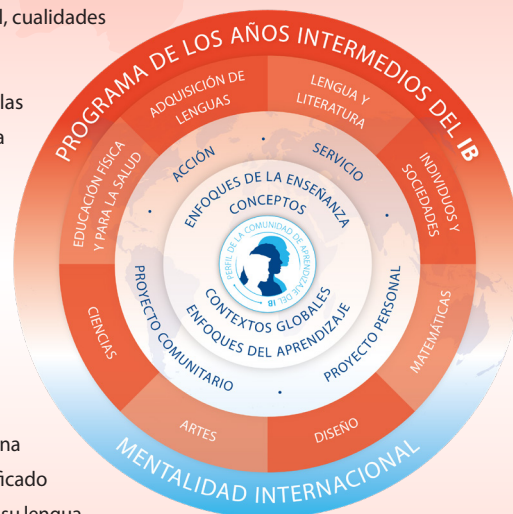 l, cualidades
las
a
na
ficado
su lengua
PROGRAMA DE LOS AÑOS INTERMEDIOS DEL IB
ADQUISICIÓN DE
LENGUAS
LENGUA Y
LITERATURA
EDUCACIÓN FÍSICA
Y PARA LA SALUD
INDIVIDUOS Y
SOCIEDADES
CIENCIAS
MATEMÁTICAS
ARTES
DISEÑO
ACCIÓN
SERVICIO
PROYECTO COMUNITARIO
PROYECTO PERSONAL
ENFOQUES DE LA ENSEÑANZA
CONCEPTOS
PERFIL DE LA COMUNIDAD DE APRENDIZAJE DEL IB
CONTEXTOS GLOBALES
ENFOQUES DEL APRENDIZAJE
MENTALIDAD INTERNACIONAL